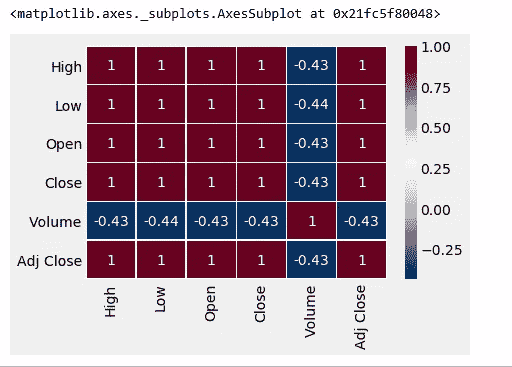 <matplotlib.axes._subplots.AxesSubplot at 0x21fc5f80048>
High 1 1 1 1 -0.43 1
Low 1 1 1 1 -0.44 1
Open 1 1 1 1 -0.43 1
Close 1 1 1 1 -0.43 1
Volume -0.43 -0.44 -0.43 -0.43 1 -0.43
Adj Close 1 1 1 1 -0.43 1
High Low Open Close Volume Adj Close
1.00
0.75
0.50
0.25
0.00
−0.25